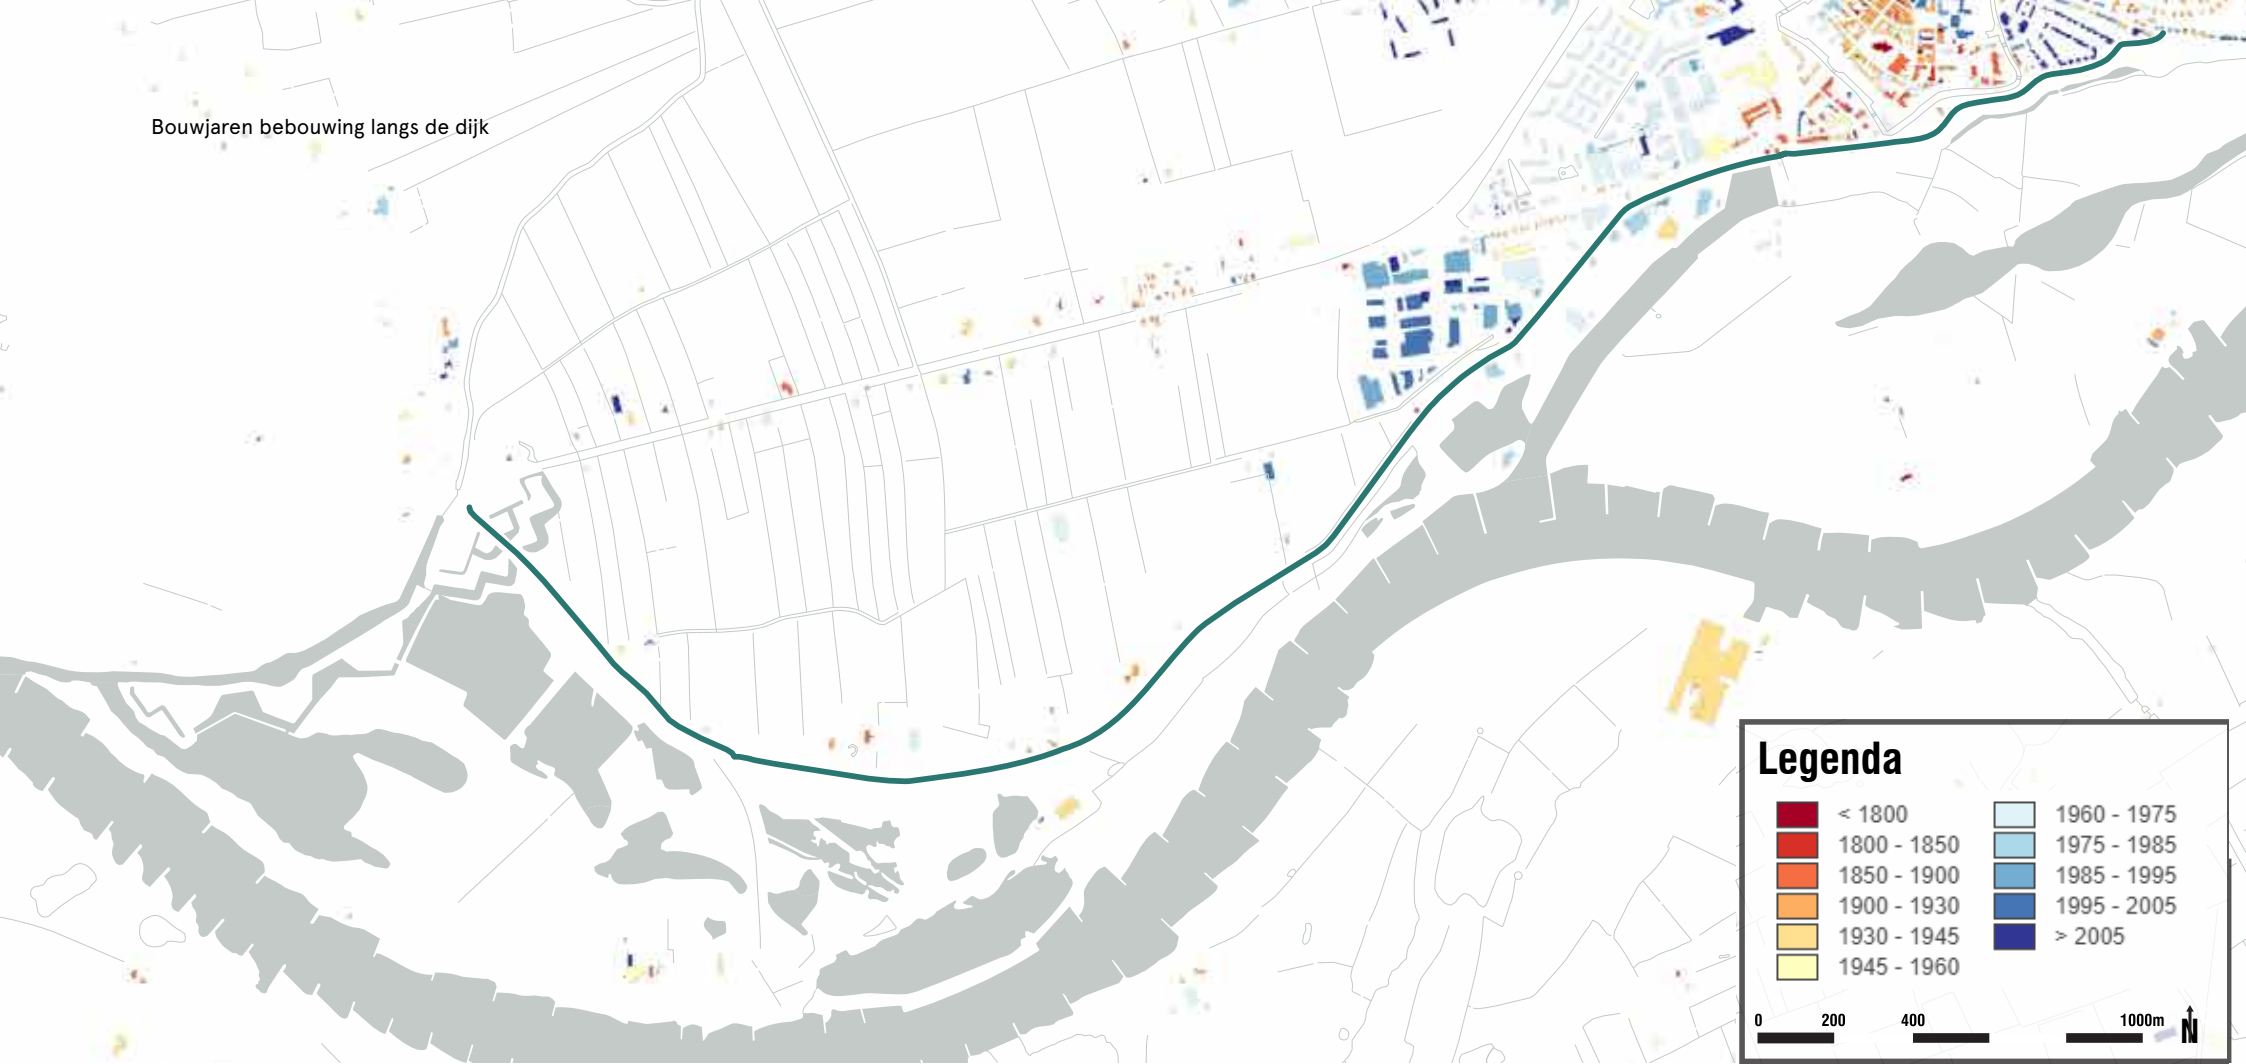 Bouwjaren bebouwing langs de dijk
Legenda
< 1800
1800 - 1850
1850 - 1900
1900 - 1930
1930 - 1945
1945 - 1960
1960 - 1975
1975 - 1985
1985 - 1995
1995 - 2005
> 2005
0 200 400 1000m N